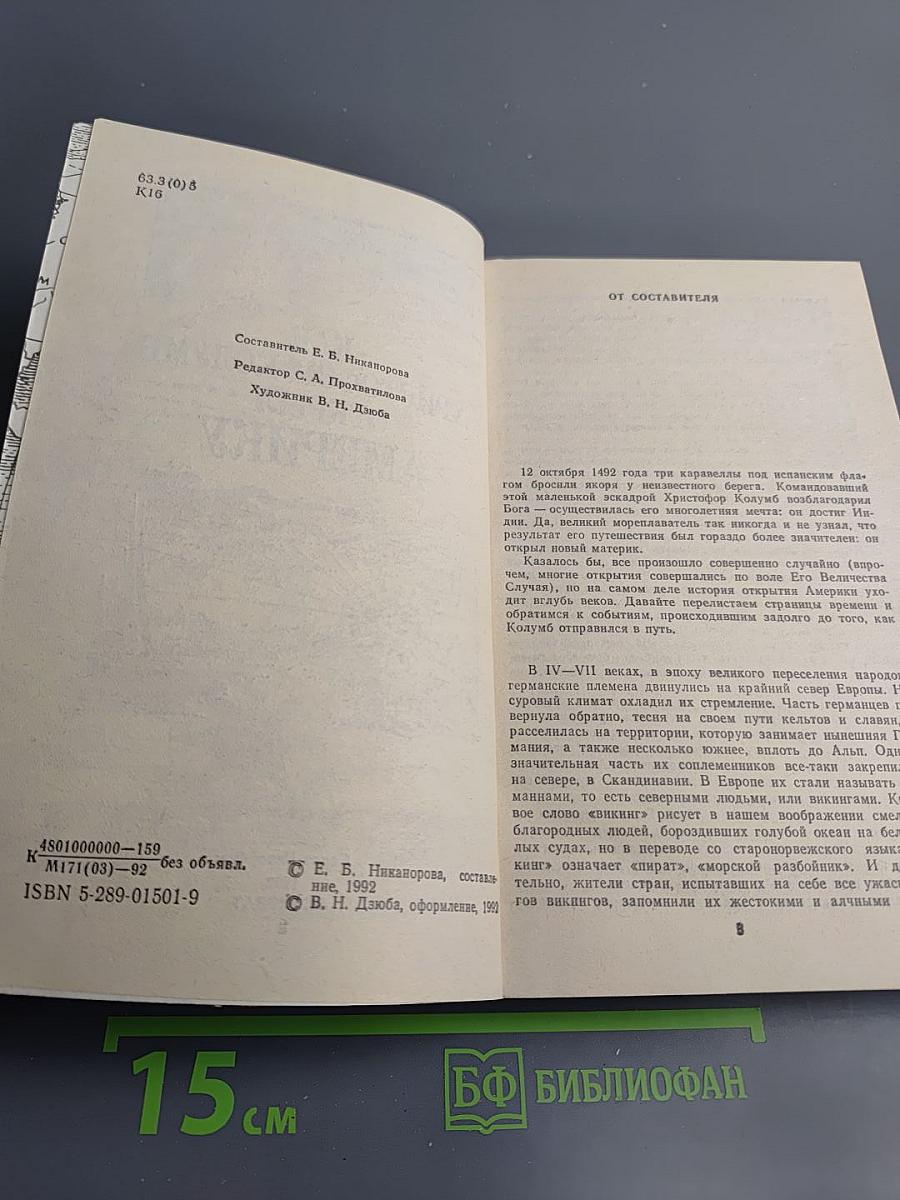 63.3(0)5
К16
Составитель Е. Б. Никанорова
Редактор С. А. Прохватилова
Художник В. Н. Дзюба
К 4801000000—159
М171(03)—92 без объявл.
ISBN 5-289-01501-9
© Е. Б. Никанорова, составле-
ние, 1992
© В. Н. Дзюба, оформление, 1992
ОТ СОСТАВИТЕЛЯ
12 октября 1492 года три каравеллы под испанским фла-
гом бросили якоря у неизвестного берега. Командовавший
этой маленькой эскадрой Христофор Колумб возблагодарил
Бога — осуществилась его многолетняя мечта: он достиг Ин-
дии. Да, великий мореплаватель так никогда и не узнал, что
результат его путешествия был гораздо более значителен: он
открыл новый материк.
Казалось бы, все произошло совершенно случайно (впро-
чем, многие открытия совершались по воле Его Величества
Случая), но на самом деле история открытия Америки ухо-
дит вглубь веков. Давайте перелистаем страницы времени и
обратимся к событиям, происходившим задолго до того, как
Колумб отправился в путь.
В IV—VII веках, в эпоху великого переселения народо
германские племена двинулись на крайний север Европы. Н
суровый климат охладил их стремление. Часть германцев п
вернула обратно, тесня на своем пути кельтов и славян,
расселилась на территории, которую занимает нынешняя Г
мания, а также несколько южнее, вплоть до Альп. Одн
значительная часть их соплеменников все-таки закрепи
на севере, в Скандинавии. В Европе их стали называть
маннами, то есть северными людьми, или викингами. К
вое слово «викинг» рисует в нашем воображении смел
благородных людей, бороздивших голубой океан на бел
лых судах, но в переводе со старонорвежского язык
кинг» означает «пират», «морской разбойник». И д
тельно, жители стран, испытавших на себе все ужас
гов викингов, запомнили их жестокими и алчными
3
15 см
БФ БИБЛИОФАН